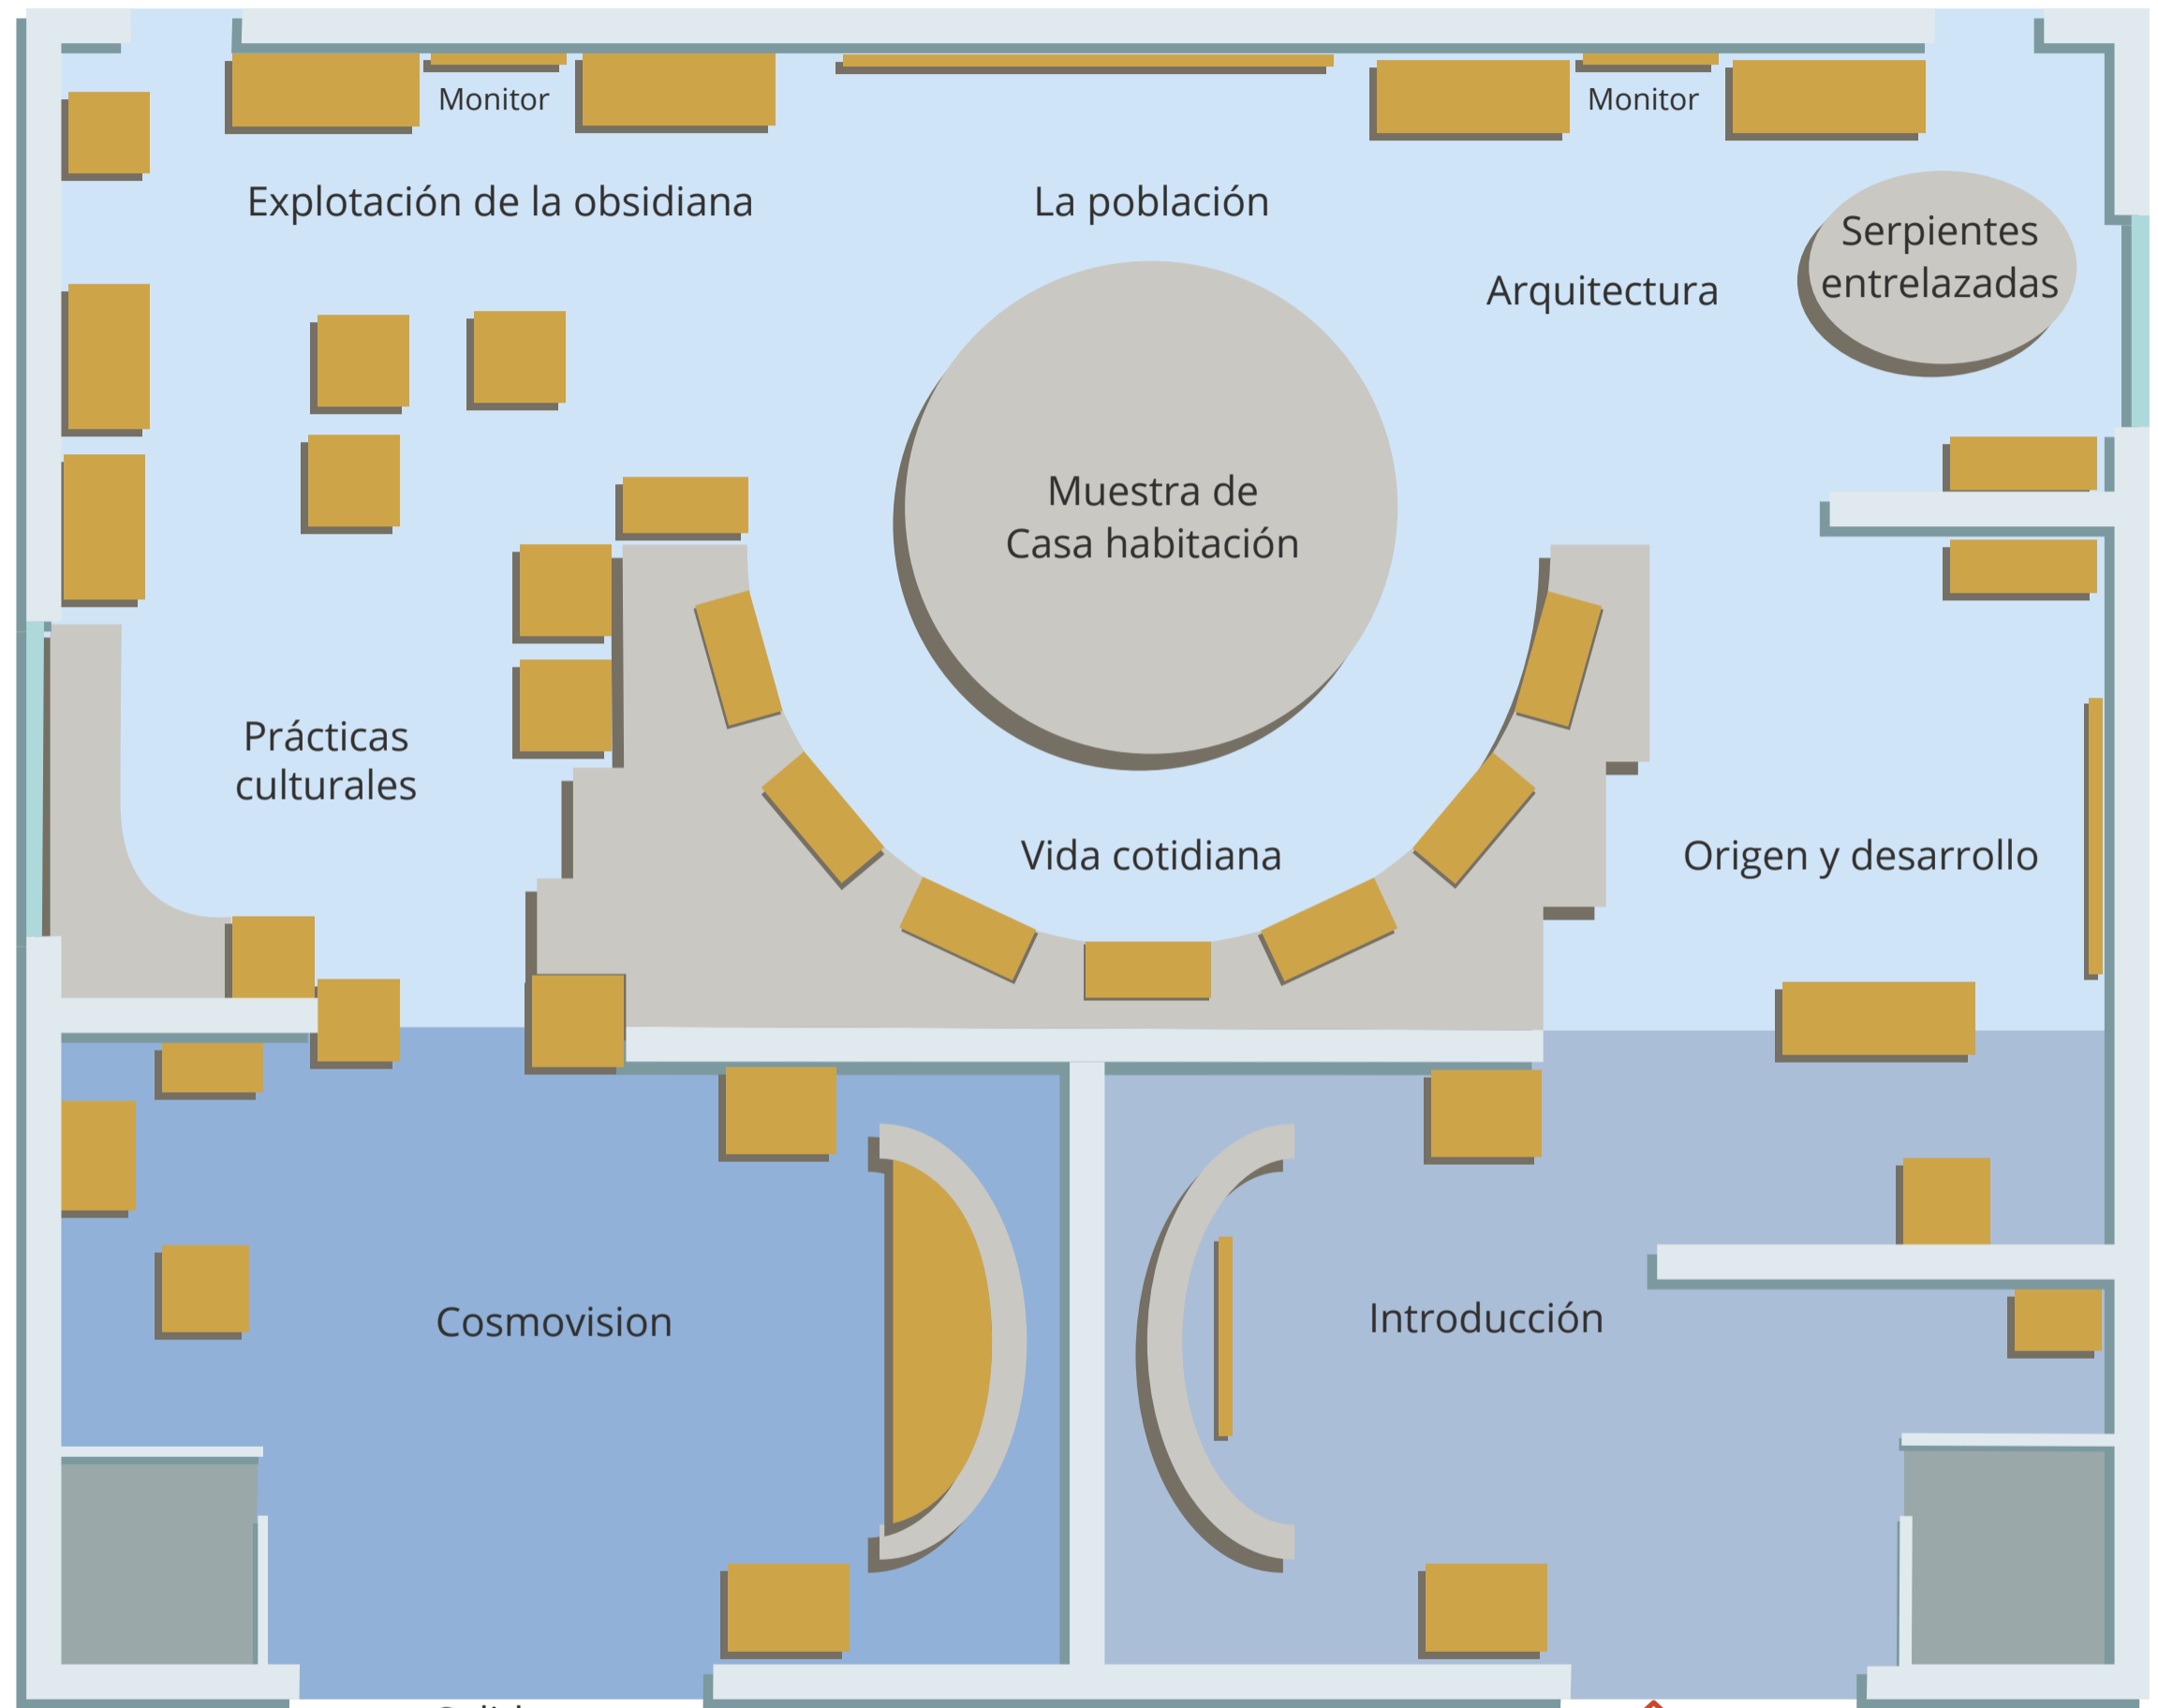 Monitor
Monitor
Explotación de la obsidiana
La población
Serpientes
entrelazadas
Arquitectura
Muestra de
Casa habitación
Prácticas
culturales
Vida cotidiana
Origen y desarrollo
Cosmovision
Introducción